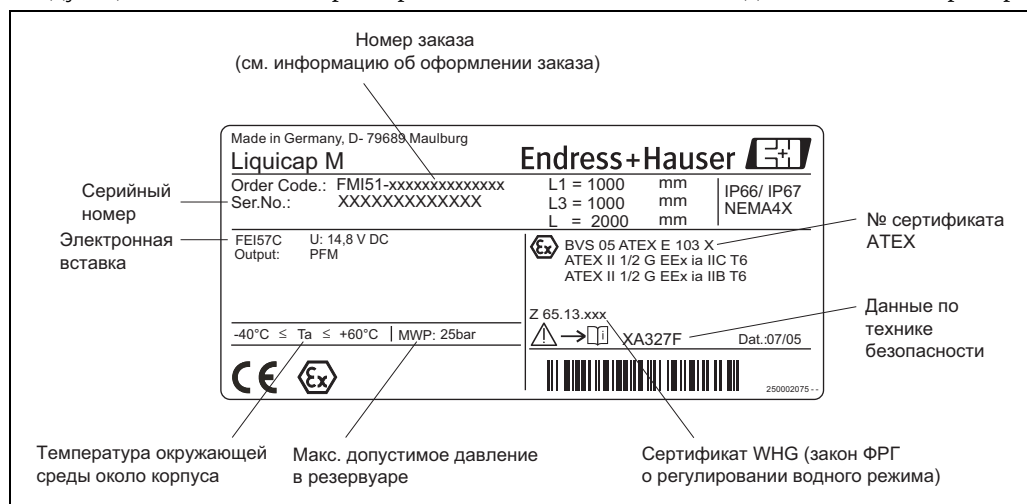 Номер заказа
(см. информацию об оформлении заказа)
Made in Germany, D- 79689 Maulburg
Liquicap M
Endress+Hauser
Order Code.: FMI51-xxxxxxxxxxxxxx
Ser.No.: XXXXXXXXXXXXX
L1 = 1000 mm
L3 = 1000 mm
L = 2000 mm
IP66/ IP67
NEMA4X
Серийный
номер
Электронная
вставка
FEI57C U: 14,8 V DC
Output: PFM
BVS 05 ATEX E 103 X
ATEX II 1/2 G EEx ia IIC T6
ATEX II 1/2 G EEx ia IIB T6
№ сертификата
ATEX
Z 65.13.xxx
XA327F Dat.:07/05
Данные по
технике
безопасности
-40°C ≤ Ta ≤ +60°C MWP: 25bar
CE Ex
250002075 - -
Температура окружающей
среды около корпуса
Макс. допустимое давление
в резервуаре
Сертификат WHG (закон ФРГ
о регулировании водного режима)